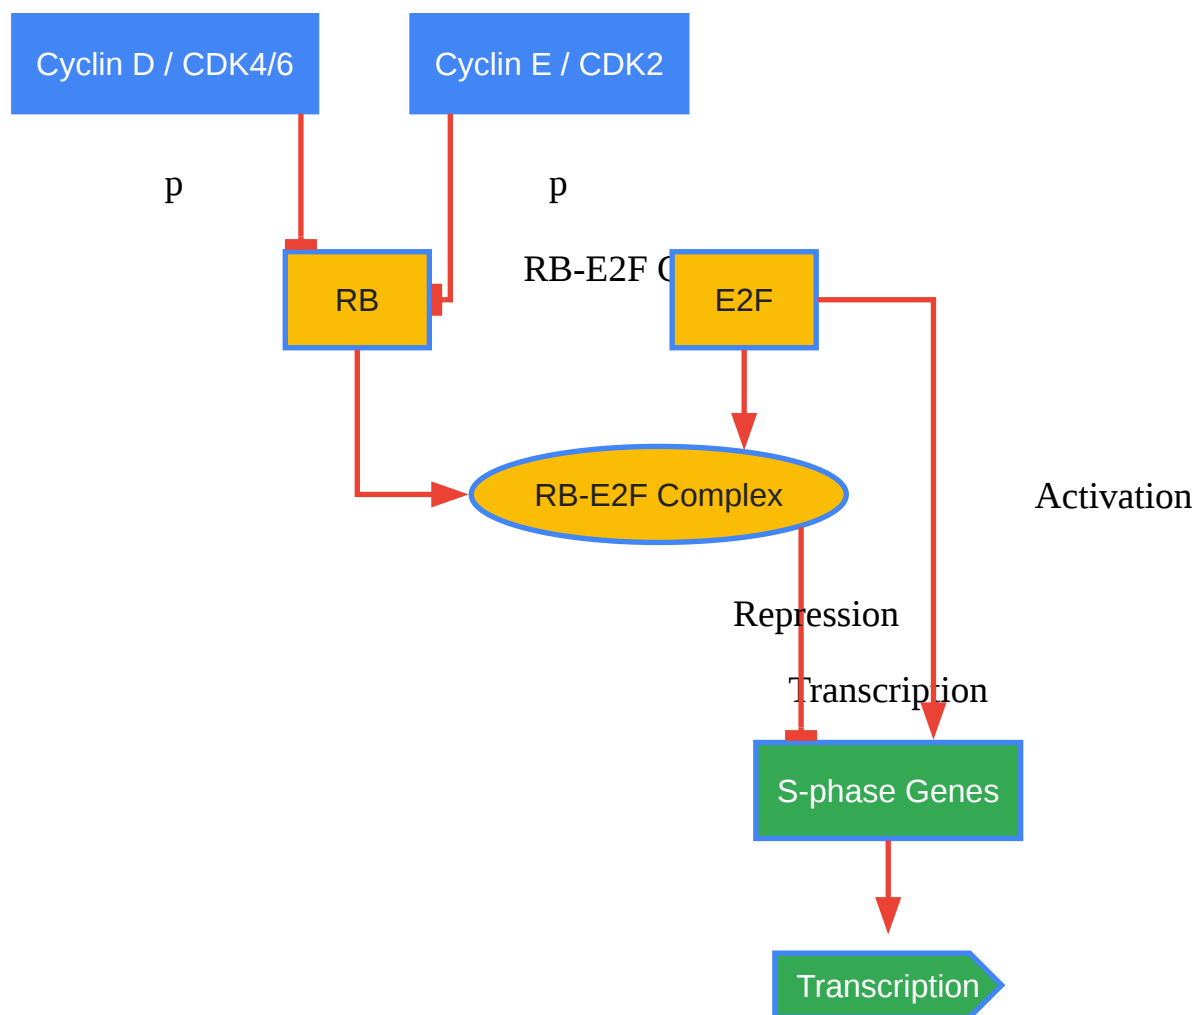 Cyclin D / CDK4/6
Cyclin E / CDK2
p
p
RB-E2F
RB
E2F
RB-E2F Complex
Activation
Repression
Transcription
S-phase Genes
Transcription